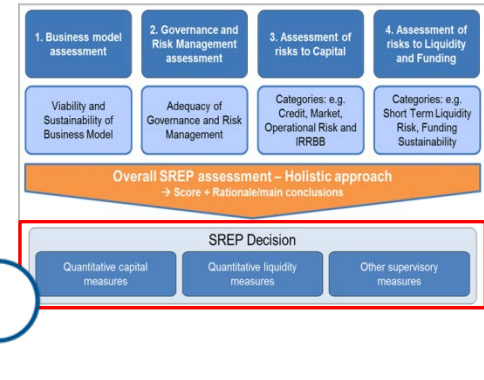 1. Business model
assessment
2. Governance and
Risk Management
assessment
3. Assessment of
risks to Capital
4. Assessment of
risks to Liquidity
and Funding
Viability and
Sustainability of
Business Model
Adequacy of
Governance and Risk
Management
Categories: e.g.
Credit, Market,
Operational Risk and
IRRBB
Categories: e.g.
Short Term Liquidity
Risk, Funding
Sustainability
Overall SREP assessment – Holistic approach
→ Score + Rationale/main conclusions
SREP Decision
Quantitative capital
measures
Quantitative liquidity
measures
Other supervisory
measures